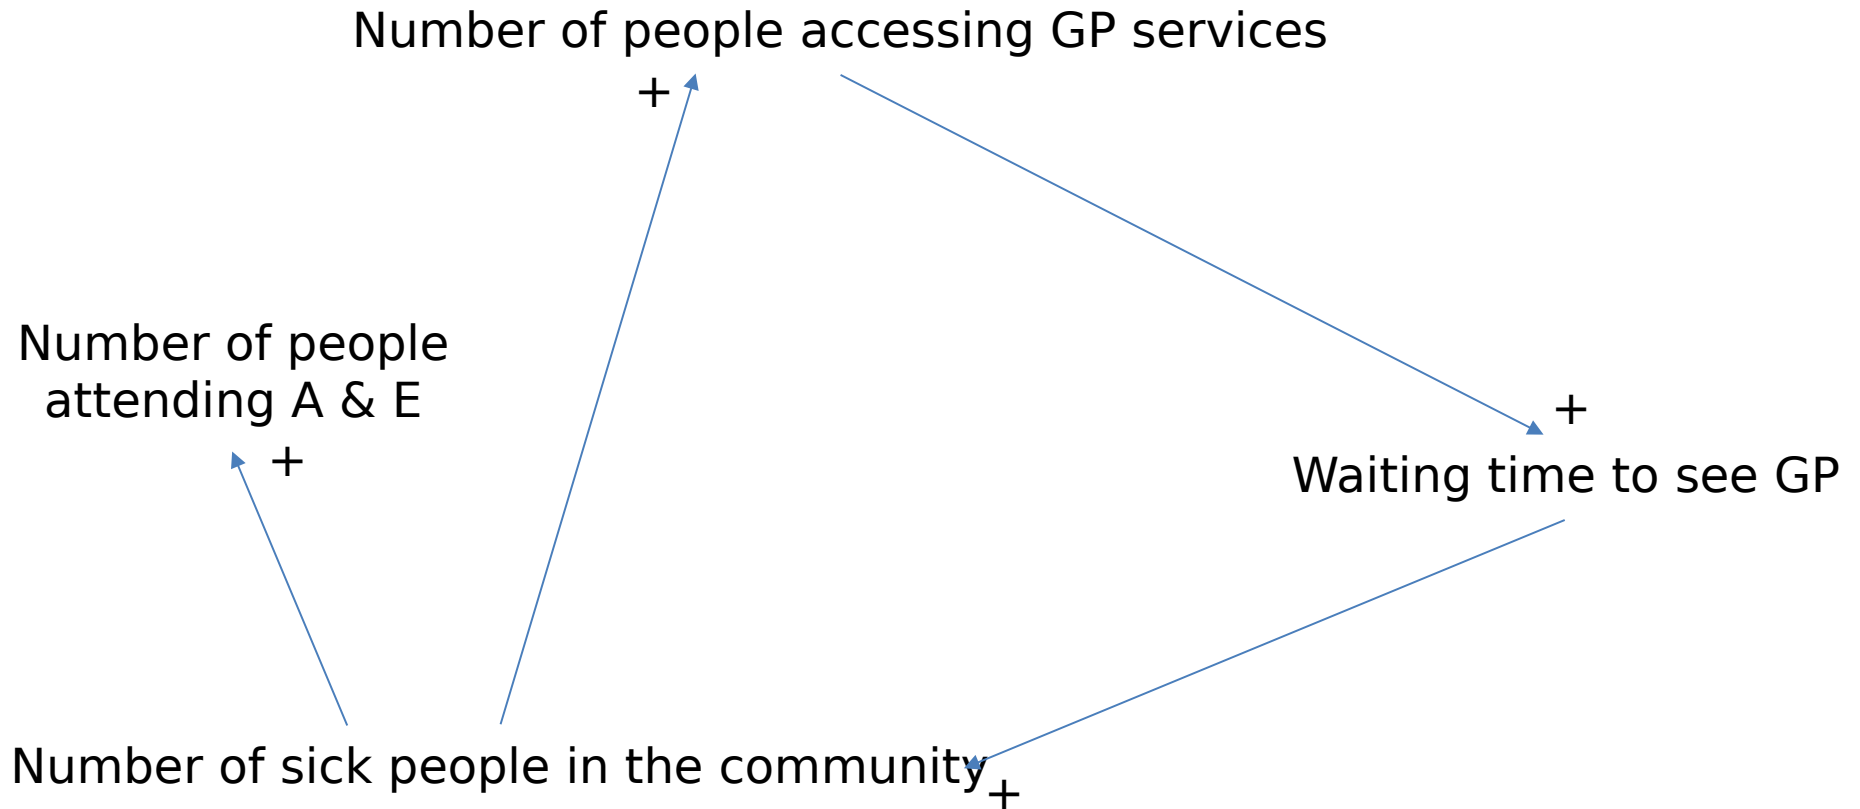 Number of people accessing GP services
+
Number of people
attending A & E
+
+
Waiting time to see GP
Number of sick people in the community
+